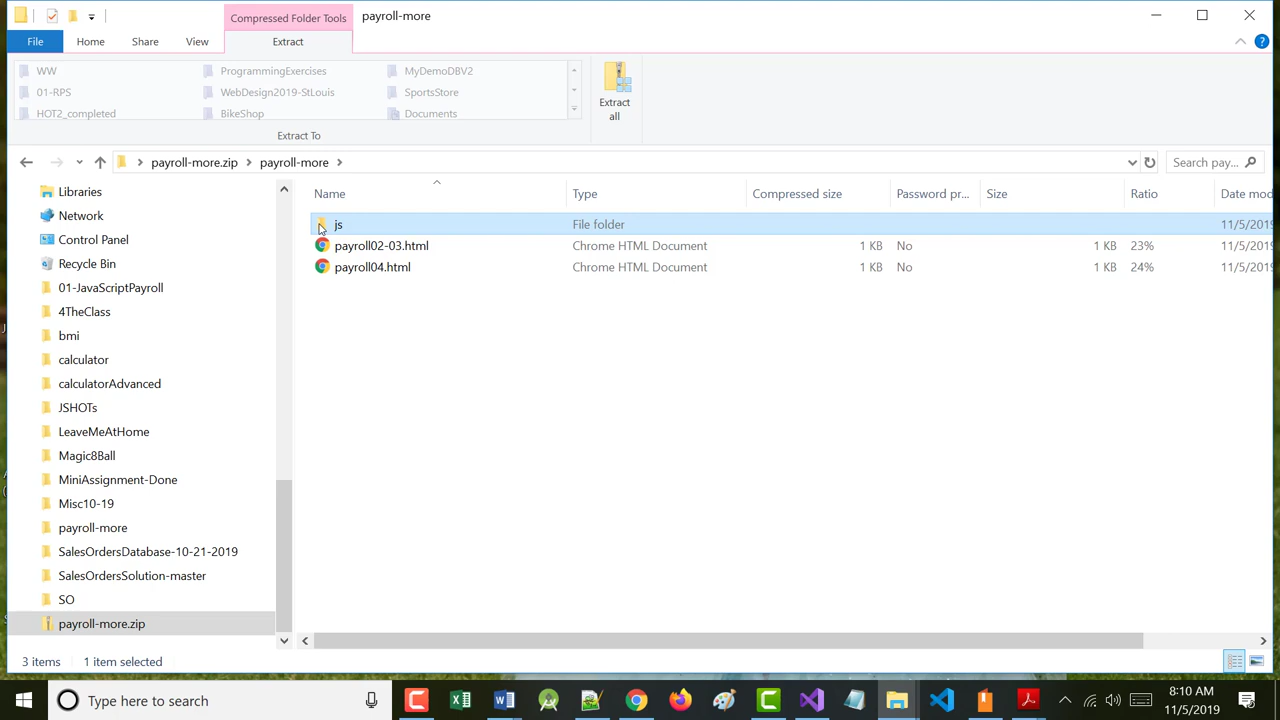 Compressed Folder Tools
payroll-more
File
Home
Share
View
Extract
WW
ProgrammingExercises
MyDemoDBV2
01-RPS
WebDesign2019-StLouis
SportsStore
HOT2_completed
BikeShop
Documents
Extract
all
Extract To
payroll-more.zip
payroll-more
Search pay...
Name
Type
Compressed size
Password pr...
Size
Ratio
Date mod
js
File folder
11/5/2019
payroll02-03.html
Chrome HTML Document
1 KB
No
1 KB
23%
11/5/2019
payroll04.html
Chrome HTML Document
1 KB
No
1 KB
24%
11/5/2019
Libraries
Network
Control Panel
Recycle Bin
01-JavaScriptPayroll
4TheClass
bmi
calculator
calculatorAdvanced
JSHOTs
LeaveMeAtHome
Magic8Ball
MiniAssignment-Done
Misc10-19
payroll-more
SalesOrdersDatabase-10-21-2019
SalesOrdersSolution-master
SO
payroll-more.zip
3 items
1 item selected
Type here to search
8:10 AM
11/5/2019